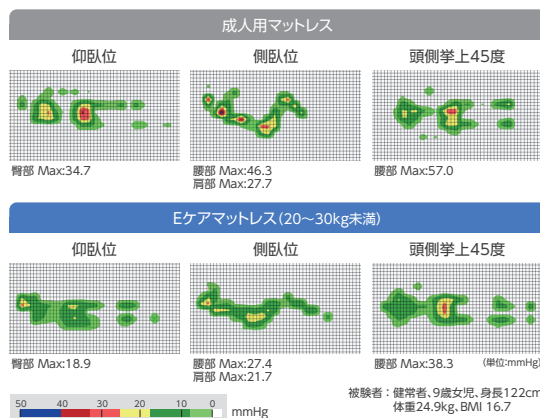 成人用マットレス
仰臥位
側臥位
頭側挙上45度
臀部 Max:34.7
腰部 Max:46.3
肩部 Max:27.7
腰部 Max:57.0
Eケアマットレス(20〜30kg未満)
仰臥位
側臥位
頭側挙上45度
臀部 Max:18.9
腰部 Max:27.4
肩部 Max:21.7
腰部 Max:38.3
(単位:mmHg)
50 40 30 20 10 0 mmHg
被験者：健常者、9歳女児、身長122cm
体重24.9kg、BMI 16.7